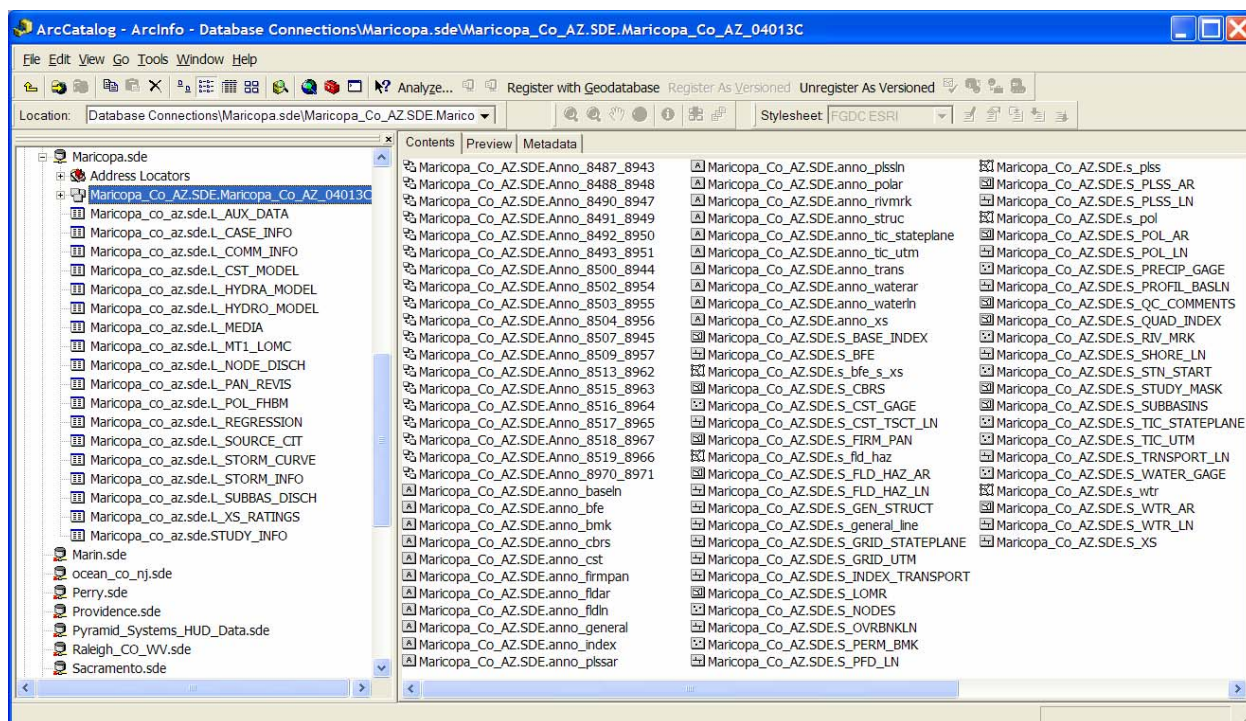 ArcCatalog - ArcInfo - Database Connections\Maricopa.sde\Maricopa_Co_AZ.SDE.Maricopa_Co_AZ_04013C
File Edit View Go Tools Window Help
Analyze... Register with Geodatabase Register As Versioned Unregister As Versioned
Location: Database Connections\Maricopa.sde\Maricopa_Co_AZ.SDE.Marico Stylesheet: FGDC ESRI
Maricopa.sde
Address Locators
Maricopa_Co_AZ.SDE.Maricopa_Co_AZ_04013C
Maricopa_co_az.sde.L_AUX_DATA
Maricopa_co_az.sde.L_CASE_INFO
Maricopa_co_az.sde.L_COMM_INFO
Maricopa_co_az.sde.L_CST_MODEL
Maricopa_co_az.sde.L_HYDRA_MODEL
Maricopa_co_az.sde.L_HYDRO_MODEL
Maricopa_co_az.sde.L_MEDIA
Maricopa_co_az.sde.L_MT1_LOMC
Maricopa_co_az.sde.L_NODE_DISCH
Maricopa_co_az.sde.L_PAN_REVIS
Maricopa_co_az.sde.L_POL_FHBM
Maricopa_co_az.sde.L_REGRESSION
Maricopa_co_az.sde.L_SOURCE_CIT
Maricopa_co_az.sde.L_STORM_CURVE
Maricopa_co_az.sde.L_STORM_INFO
Maricopa_co_az.sde.L_SUBBAS_DISCH
Maricopa_co_az.sde.L_XS_RATINGS
Maricopa_co_az.sde.STUDY_INFO
Marin.sde
ocean_co_nj.sde
Perry.sde
Providence.sde
Pyramid_Systems_HUD_Data.sde
Raleigh_CO_WV.sde
Sacramento.sde
Contents Preview Metadata
Maricopa_Co_AZ.SDE.Anno_8487_8943
Maricopa_Co_AZ.SDE.Anno_8488_8948
Maricopa_Co_AZ.SDE.Anno_8490_8947
Maricopa_Co_AZ.SDE.Anno_8491_8949
Maricopa_Co_AZ.SDE.Anno_8492_8950
Maricopa_Co_AZ.SDE.Anno_8493_8951
Maricopa_Co_AZ.SDE.Anno_8500_8944
Maricopa_Co_AZ.SDE.Anno_8502_8954
Maricopa_Co_AZ.SDE.Anno_8503_8955
Maricopa_Co_AZ.SDE.Anno_8504_8956
Maricopa_Co_AZ.SDE.Anno_8507_8945
Maricopa_Co_AZ.SDE.Anno_8509_8957
Maricopa_Co_AZ.SDE.Anno_8513_8962
Maricopa_Co_AZ.SDE.Anno_8515_8963
Maricopa_Co_AZ.SDE.Anno_8516_8964
Maricopa_Co_AZ.SDE.Anno_8517_8965
Maricopa_Co_AZ.SDE.Anno_8518_8967
Maricopa_Co_AZ.SDE.Anno_8519_8966
Maricopa_Co_AZ.SDE.Anno_8970_8971
Maricopa_Co_AZ.SDE.anno_baseln
Maricopa_Co_AZ.SDE.anno_bfe
Maricopa_Co_AZ.SDE.anno_bmk
Maricopa_Co_AZ.SDE.anno_cbrs
Maricopa_Co_AZ.SDE.anno_cst
Maricopa_Co_AZ.SDE.anno_firmpan
Maricopa_Co_AZ.SDE.anno_fldar
Maricopa_Co_AZ.SDE.anno_fldln
Maricopa_Co_AZ.SDE.anno_general
Maricopa_Co_AZ.SDE.anno_index
Maricopa_Co_AZ.SDE.anno_plssar
Maricopa_Co_AZ.SDE.anno_plssln
Maricopa_Co_AZ.SDE.anno_polar
Maricopa_Co_AZ.SDE.anno_rivmrk
Maricopa_Co_AZ.SDE.anno_struc
Maricopa_Co_AZ.SDE.anno_tic_stateplane
Maricopa_Co_AZ.SDE.anno_tic_utm
Maricopa_Co_AZ.SDE.anno_trans
Maricopa_Co_AZ.SDE.anno_waterar
Maricopa_Co_AZ.SDE.anno_waterln
Maricopa_Co_AZ.SDE.anno_xs
Maricopa_Co_AZ.SDE.S_BASE_INDEX
Maricopa_Co_AZ.SDE.S_BFE
Maricopa_Co_AZ.SDE.s_bfe_s_xs
Maricopa_Co_AZ.SDE.S_CBRS
Maricopa_Co_AZ.SDE.S_CST_GAGE
Maricopa_Co_AZ.SDE.S_CST_TSCT_LN
Maricopa_Co_AZ.SDE.S_FIRM_PAN
Maricopa_Co_AZ.SDE.s_fld_haz
Maricopa_Co_AZ.SDE.S_FLD_HAZ_AR
Maricopa_Co_AZ.SDE.S_FLD_HAZ_LN
Maricopa_Co_AZ.SDE.S_GEN_STRUCT
Maricopa_Co_AZ.SDE.s_general_line
Maricopa_Co_AZ.SDE.S_GRID_STATEPLANE
Maricopa_Co_AZ.SDE.S_GRID_UTM
Maricopa_Co_AZ.SDE.S_INDEX_TRANSPORT
Maricopa_Co_AZ.SDE.S_LOMR
Maricopa_Co_AZ.SDE.S_NODES
Maricopa_Co_AZ.SDE.S_OVRBNKLN
Maricopa_Co_AZ.SDE.S_PERM_BMK
Maricopa_Co_AZ.SDE.S_PFD_LN
Maricopa_Co_AZ.SDE.s_plss
Maricopa_Co_AZ.SDE.S_PLSS_AR
Maricopa_Co_AZ.SDE.S_PLSS_LN
Maricopa_Co_AZ.SDE.s_pol
Maricopa_Co_AZ.SDE.S_POL_AR
Maricopa_Co_AZ.SDE.S_POL_LN
Maricopa_Co_AZ.SDE.S_PRECIP_GAGE
Maricopa_Co_AZ.SDE.S_PROFIL_BASLN
Maricopa_Co_AZ.SDE.S_QC_COMMENTS
Maricopa_Co_AZ.SDE.S_QUAD_INDEX
Maricopa_Co_AZ.SDE.S_RIV_MRK
Maricopa_Co_AZ.SDE.S_SHORE_LN
Maricopa_Co_AZ.SDE.S_STN_START
Maricopa_Co_AZ.SDE.S_STUDY_MASK
Maricopa_Co_AZ.SDE.S_SUBBASINS
Maricopa_Co_AZ.SDE.S_TIC_STATEPLANE
Maricopa_Co_AZ.SDE.S_TIC_UTM
Maricopa_Co_AZ.SDE.S_TRNSPORT_LN
Maricopa_Co_AZ.SDE.S_WATER_GAGE
Maricopa_Co_AZ.SDE.s_wtr
Maricopa_Co_AZ.SDE.S_WTR_AR
Maricopa_Co_AZ.SDE.S_WTR_LN
Maricopa_Co_AZ.SDE.S_XS